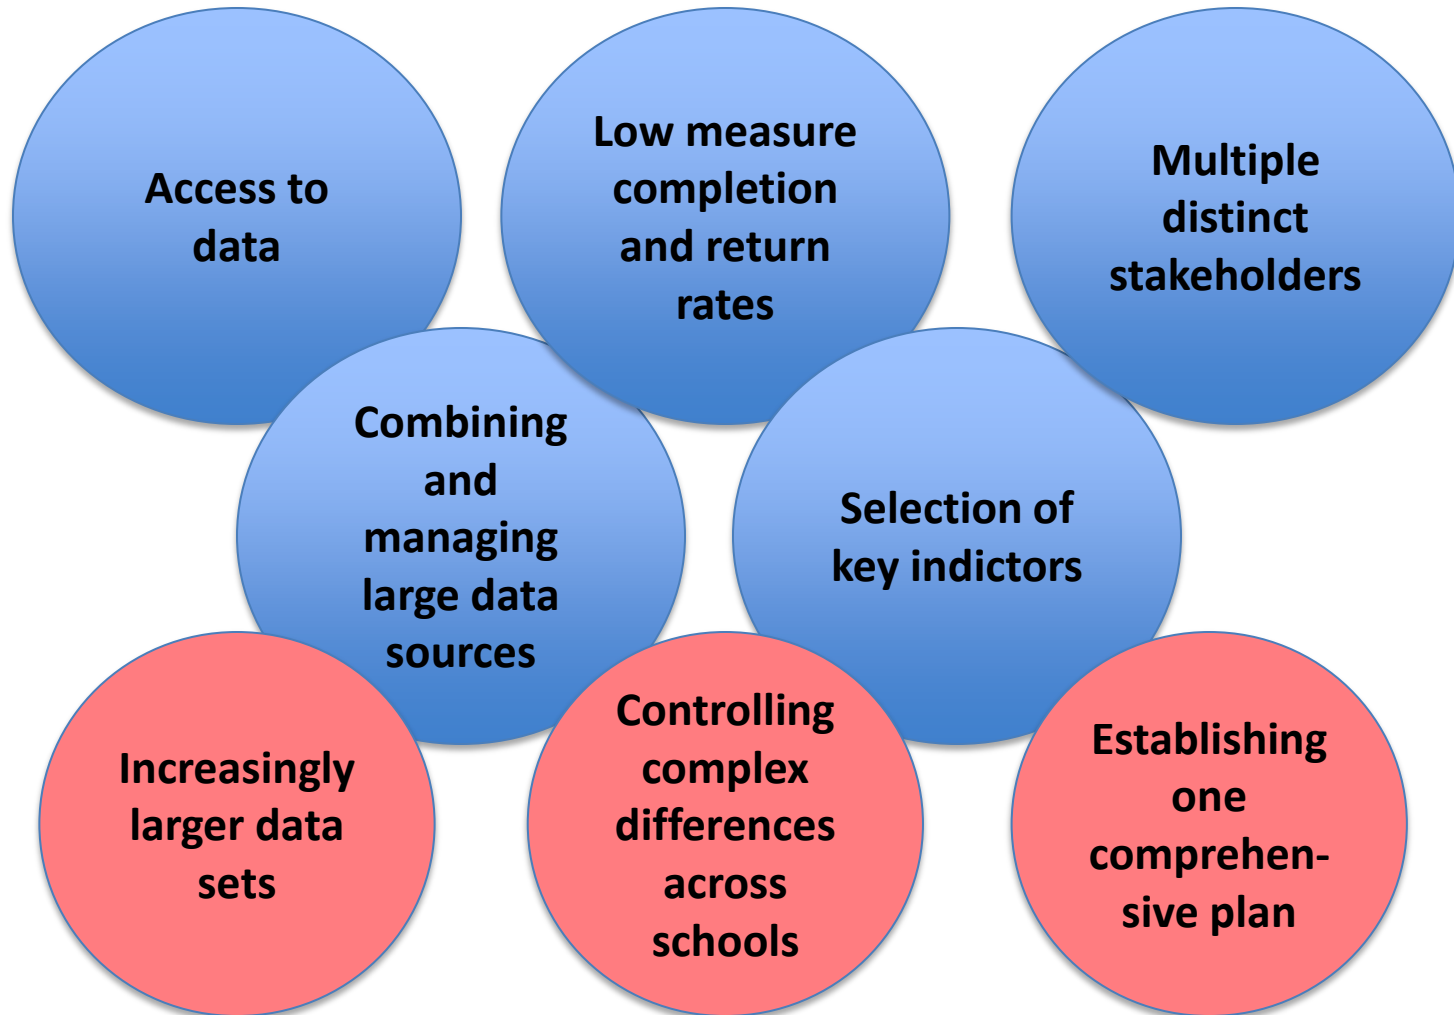 Access to
data
Low measure
completion
and return
rates
Multiple
distinct
stakeholders
Combining
and
managing
large data
sources
Selection of
key indictors
Increasingly
larger data
sets
Controlling
complex
differences
across
schools
Establishing
one
comprehen-
sive plan